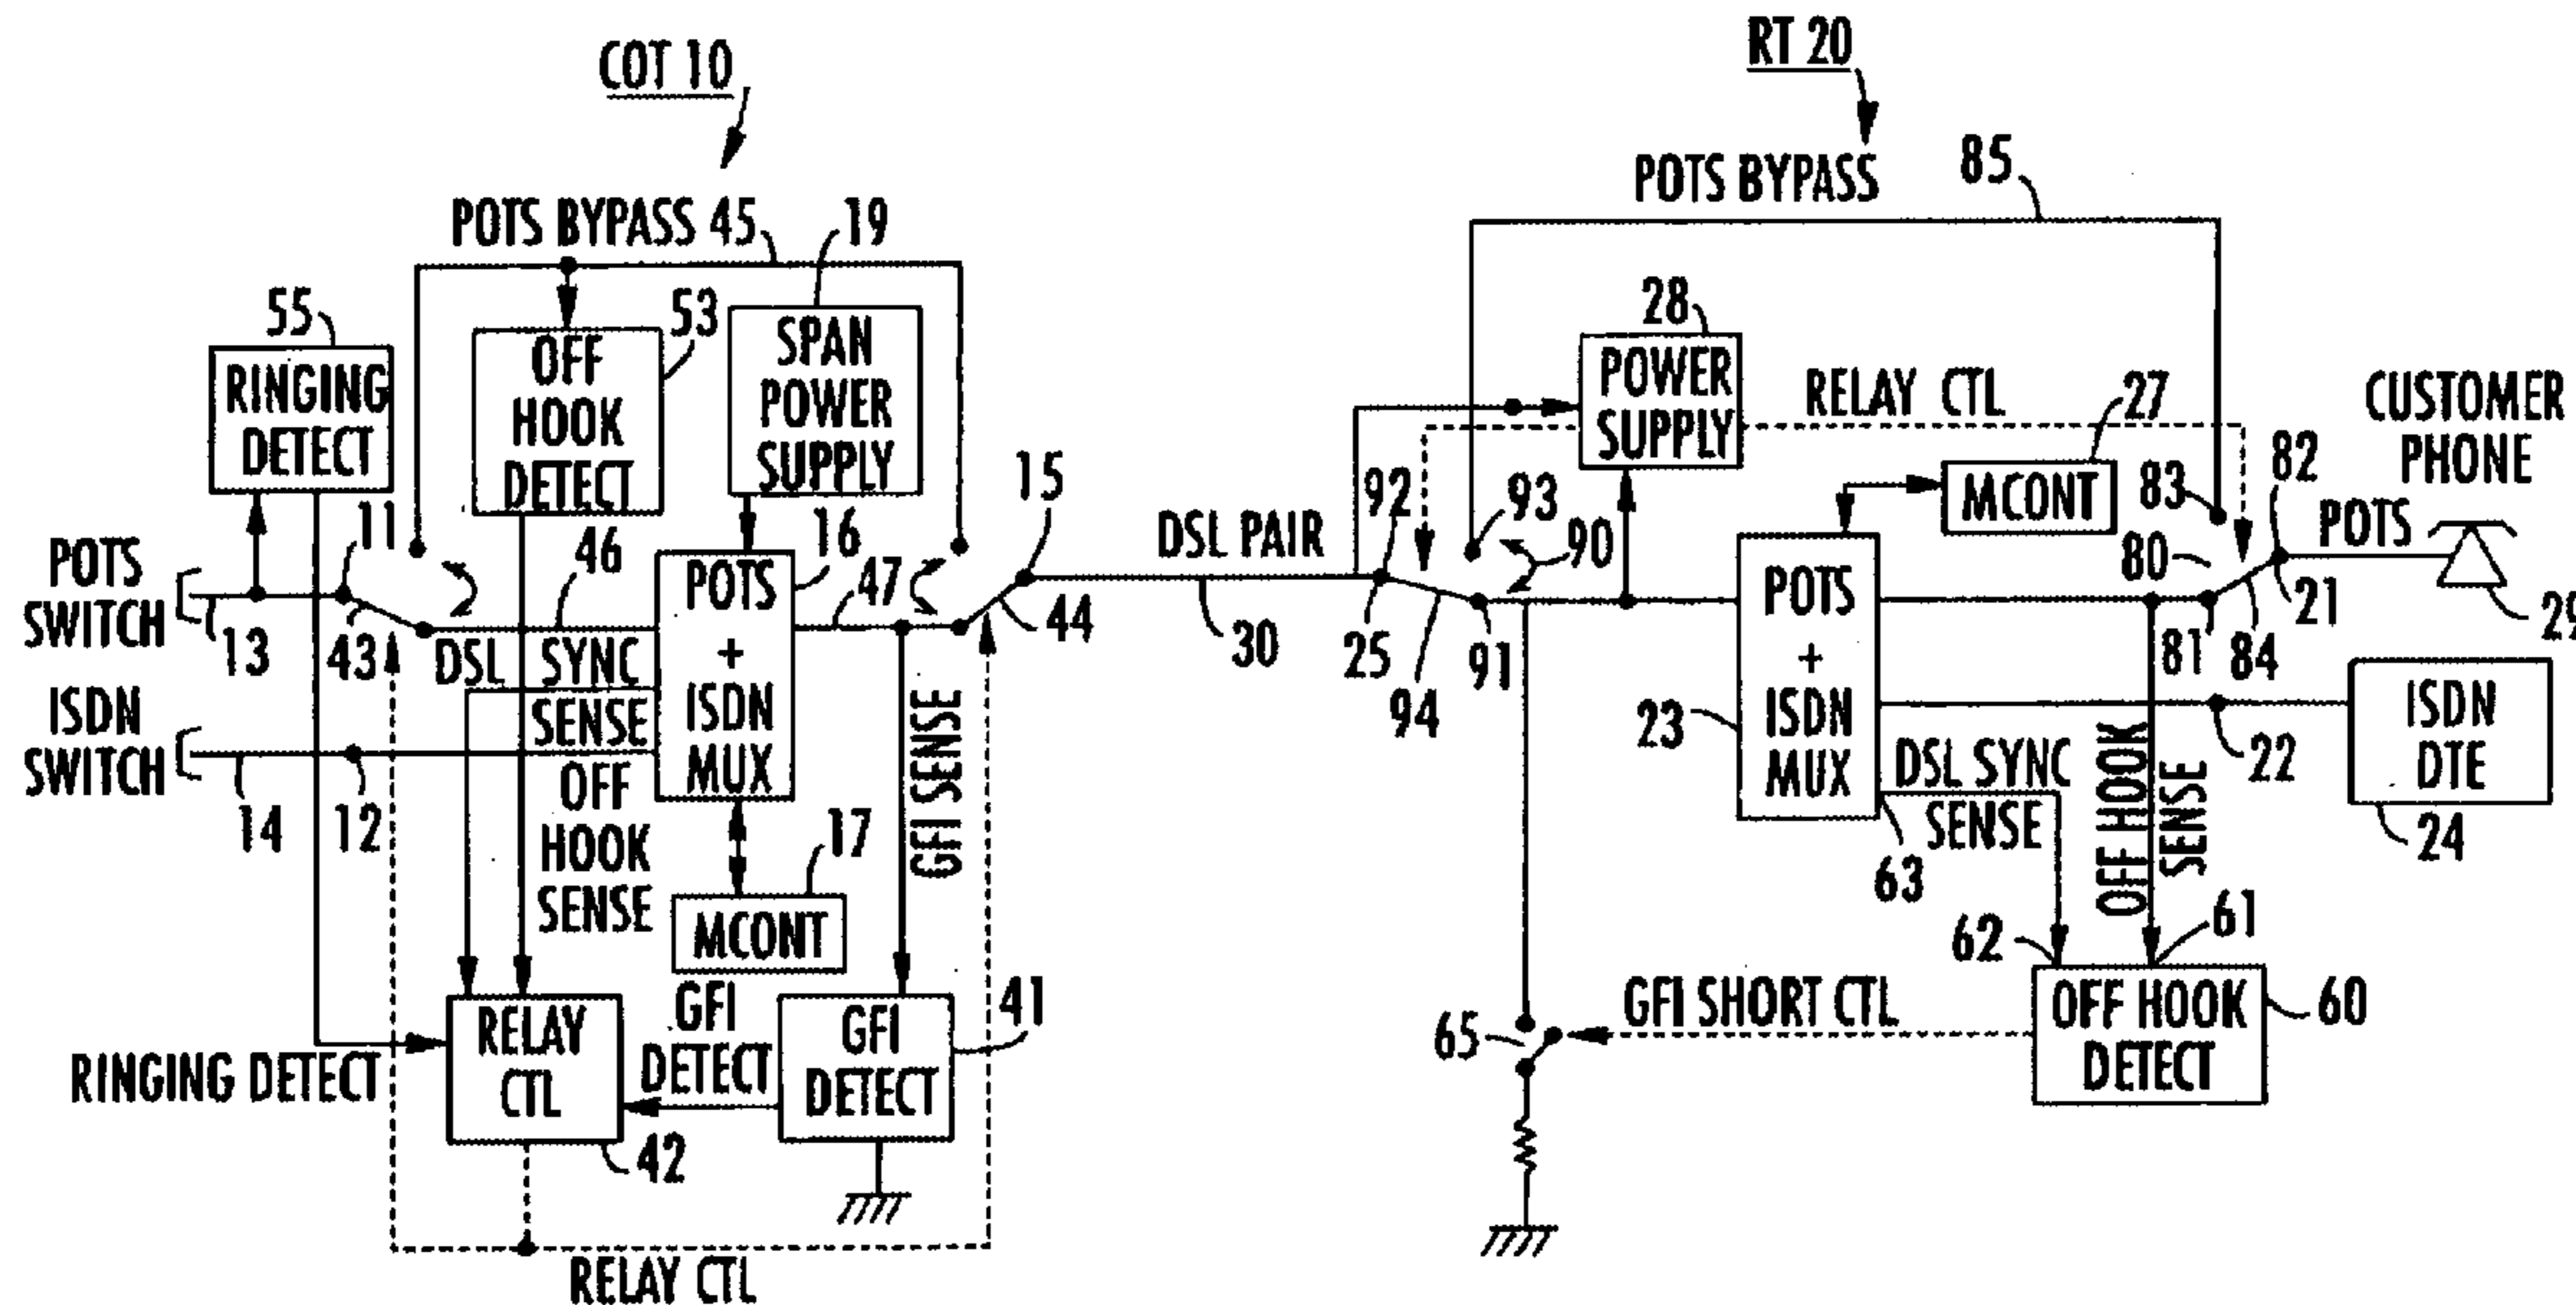 COT 10
RT 20
POTS BYPASS 45
19
POTS BYPASS
85
55
RINGING
DETECT
OFF
HOOK
DETECT
53
SPAN
POWER
SUPPLY
28
POWER
SUPPLY
RELAY CTL
27
MCONT
CUSTOMER
PHONE
POTS
SWITCH
13
11
43
46
DSL SYNC
SENSE
16
POTS
+
ISDN
MUX
47
15
44
DSL PAIR
30
92
25
93
90
94
91
POTS
+
ISDN
MUX
23
83
80
82
81
84
21
POTS
29
ISDN
SWITCH
14
12
OFF
HOOK
SENSE
17
MCONT
GFI SENSE
DSL SYNC
SENSE
63
OFF HOOK
SENSE
22
ISDN
DTE
24
62
61
RINGING DETECT
RELAY
CTL
42
GFI
DETECT
GFI
DETECT
41
65
GFI SHORT CTL
OFF HOOK
DETECT
60
RELAY CTL